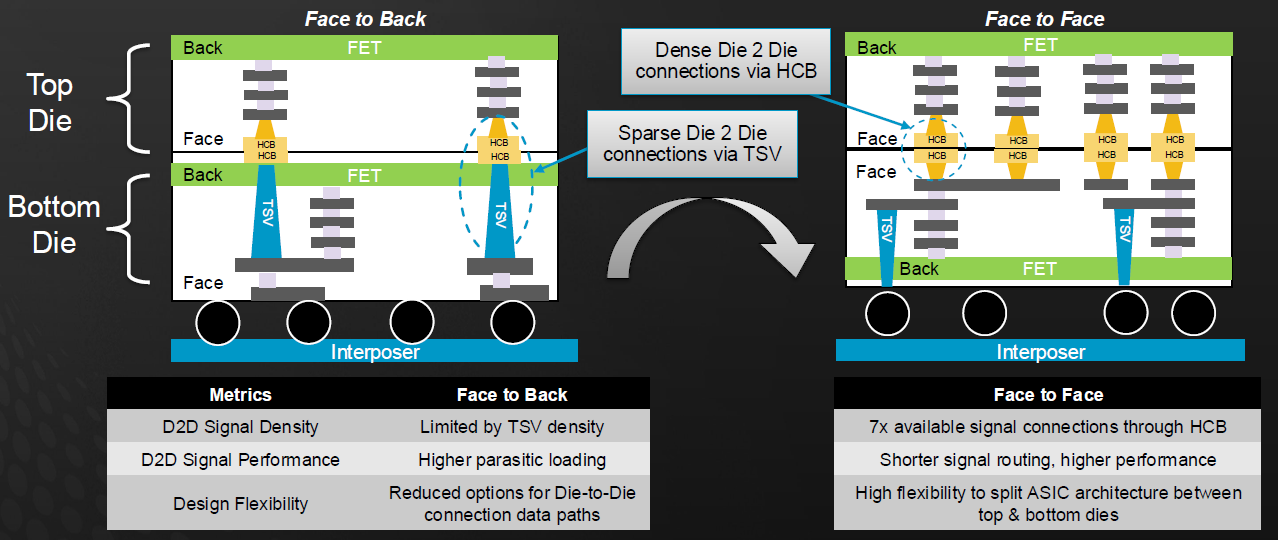 Face to Back
Back FET
Top
Die
Face
HCB HCB
HCB HCB
Back FET
Bottom
Die
TSV TSV
Face
Interposer
Dense Die 2 Die
connections via HCB
Sparse Die 2 Die
connections via TSV
Face to Face
Back FET
Face
HCB HCB HCB HCB
HCB HCB HCB HCB
Face
TSV TSV
Back FET
Interposer
Metrics Face to Back
D2D Signal Density Limited by TSV density
D2D Signal Performance Higher parasitic loading
Design Flexibility Reduced options for Die-to-Die
connection data paths
Face to Face
7x available signal connections through HCB
Shorter signal routing, higher performance
High flexibility to split ASIC architecture between
top & bottom dies